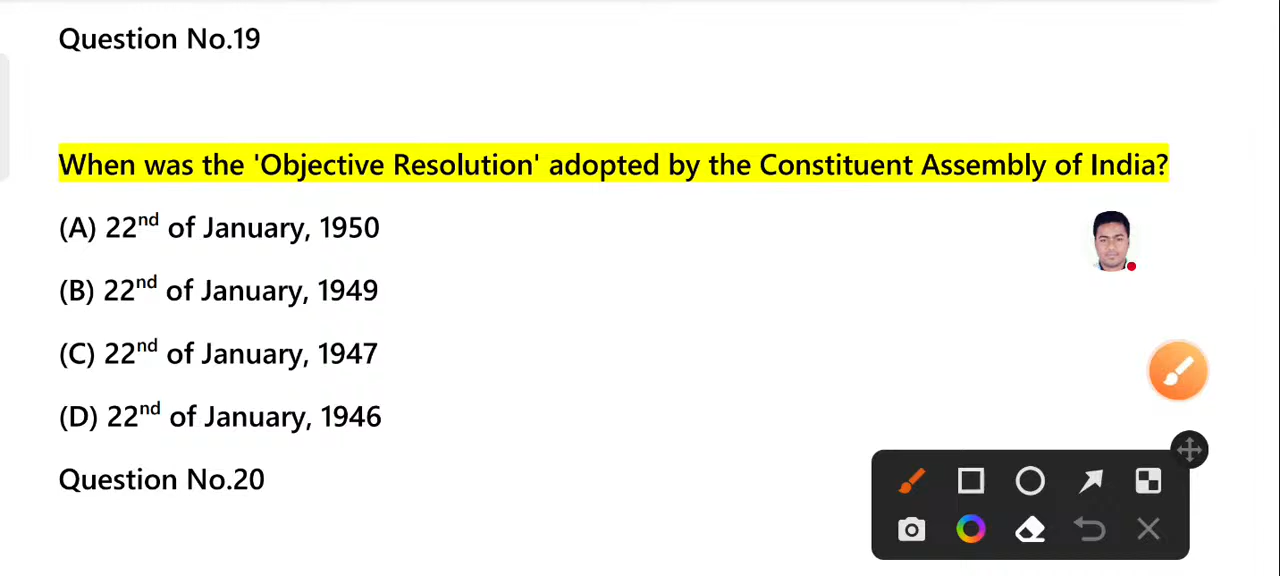 Question No.19
When was the 'Objective Resolution' adopted by the Constituent Assembly of India?
(A) 22nd of January, 1950
(B) 22nd of January, 1949
(C) 22nd of January, 1947
(D) 22nd of January, 1946
Question No.20